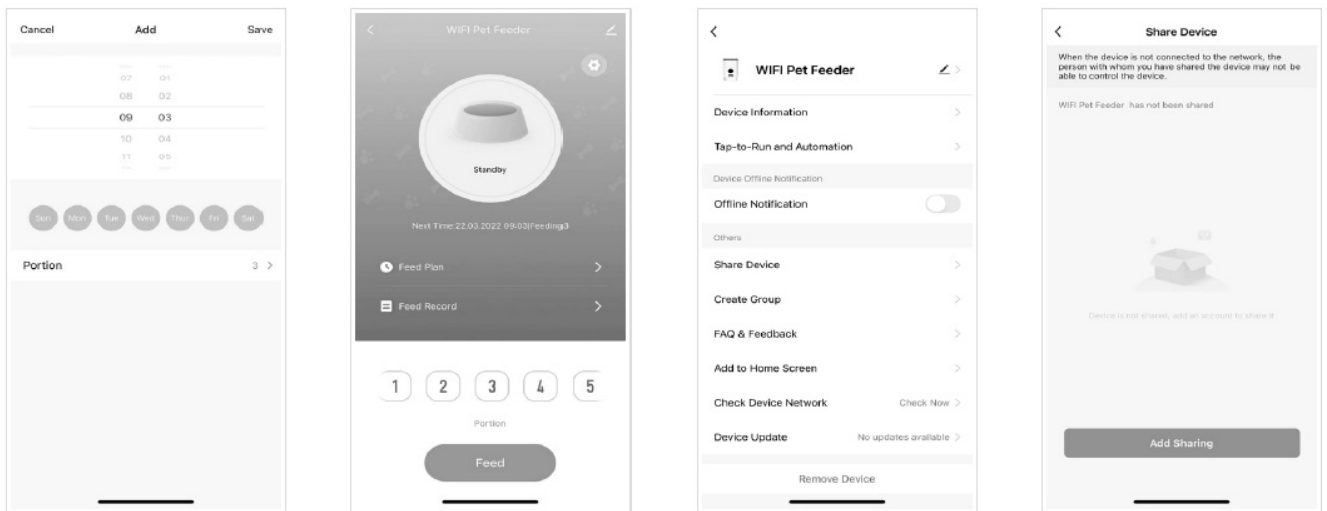 Cancel Add Save
07 01
08 02
09 03
10 04
11 05
Sun Mon Tue Wed Thur Fri Sat
Portion 3
WIFI Pet Feeder
Standby
Next Time:22.03.2022 09:03|Feeding3
Feed Plan
Feed Record
1 2 3 4 5
Portion
Feed
WIFI Pet Feeder
Device Information
Tap-to-Run and Automation
Device Offline Notification
Offline Notification
Others
Share Device
Create Group
FAQ & Feedback
Add to Home Screen
Check Device Network Check Now
Device Update No updates available
Remove Device
Share Device
When the device is not connected to the network, the
person with whom you have shared the device may not be
able to control the device.
WIFI Pet Feeder has not been shared
Device is not shared, add an account to share it
Add Sharing